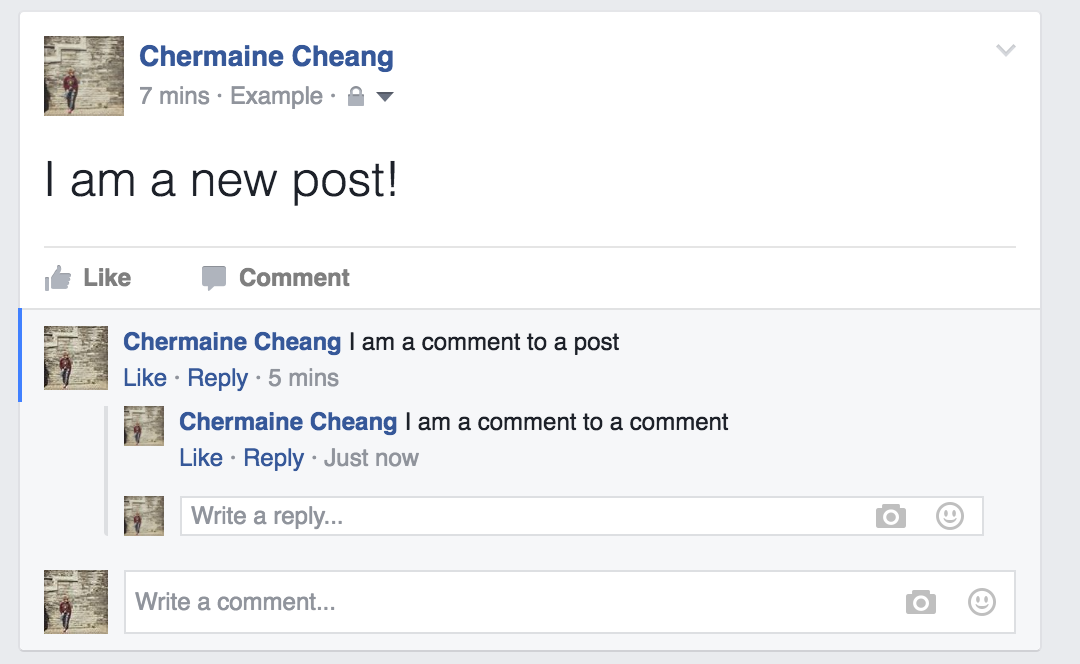 Chermaine Cheang
7 mins · Example ·
I am a new post!
Like Comment
Chermaine Cheang I am a comment to a post
Like · Reply · 5 mins
Chermaine Cheang I am a comment to a comment
Like · Reply · Just now
Write a reply...
Write a comment...